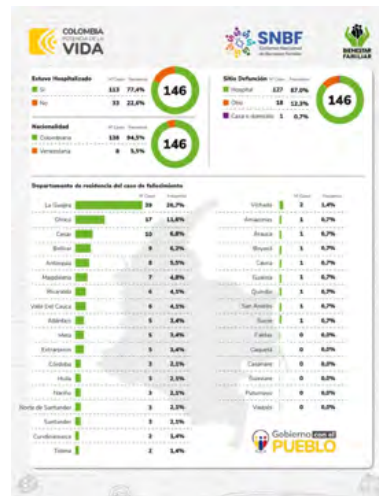 COLOMBIA
POTENCIA DE LA
VIDA
SNBF
BIENESTAR
FAMILIAR
Estuvo Hospitalizado N° Casos
Si 113 77,4%
No 33 22,6%
146
Sitio Defunción N° Casos
Hospital 127 87,0%
Otro 18 12,3%
Casa o domicilio 1 0,7%
146
Nacionalidad N° Casos
Colombiana 138 94,5%
Venezolana 8 5,5%
146
Departamento de residencia del caso de fallecimiento
N° Casos
La Guajira 39 26,7%
Chocó 17 11,6%
Cesar 10 6,8%
Bolívar 9 6,2%
Antioquia 8 5,5%
Magdalena 7 4,8%
Risaralda 6 4,1%
Valle Del Cauca 6 4,1%
Atlántico 5 3,4%
Meta 5 3,4%
5 3,4%
Córdoba 3 2,1%
Huila 3 2,1%
Nariño 3 2,1%
Norte de Santander 3 2,1%
Santander 3 2,1%
Cundinamarca 2 1,4%
Tolima 2 1,4%
N° Casos
Vichada 2 1,4%
Amazonas 1 0,7%
Arauca 1 0,7%
Boyacá 1 0,7%
Cauca 1 0,7%
Guainía 1 0,7%
Quindío 1 0,7%
San Andrés 1 0,7%
Sucre 1 0,7%
Caldas 0 0,0%
Caquetá 0 0,0%
Casanare 0 0,0%
Guaviare 0 0,0%
Putumayo 0 0,0%
Vaupés 0 0,0%
Gobierno con el
PUEBLO